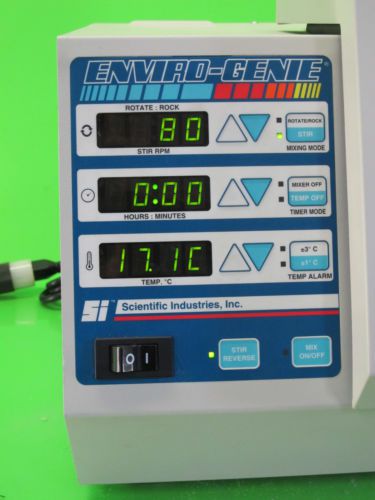 ENVIRO-GENIE®
ROTATE : ROCK
80
STIR RPM
ROTATE/ROCK
STIR
MIXING MODE
0:00
HOURS : MINUTES
MIXER OFF
TEMP OFF
TIMER MODE
17.1C
TEMP. °C
±3° C
±1° C
TEMP ALARM
Si™ Scientific Industries, Inc.
O I
STIR REVERSE
MIX ON/OFF